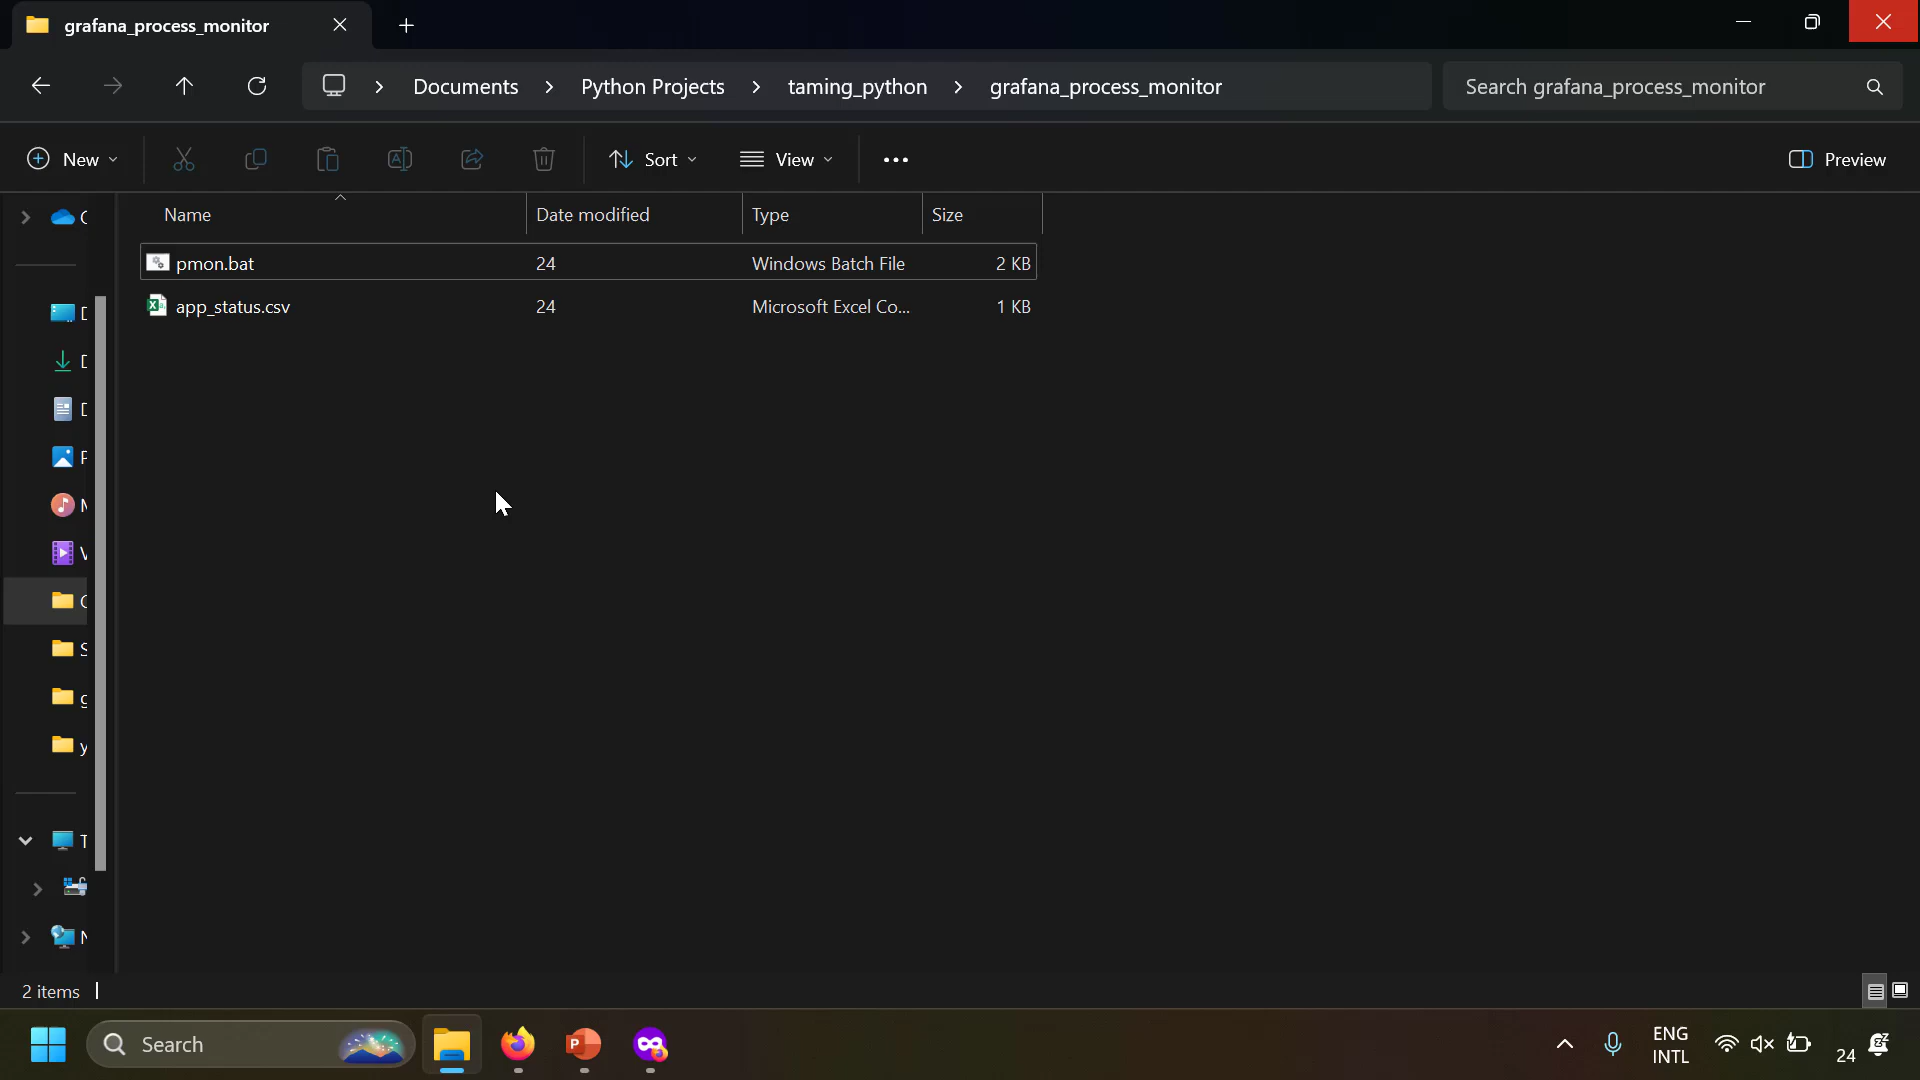 grafana_process_monitor
Documents > Python Projects > taming_python > grafana_process_monitor
Search grafana_process_monitor
New
Sort
View
Preview
Name
Date modified
Type
Size
pmon.bat 24 Windows Batch File 2 KB
app_status.csv 24 Microsoft Excel Co... 1 KB
2 items
Search
ENG
INTL
24